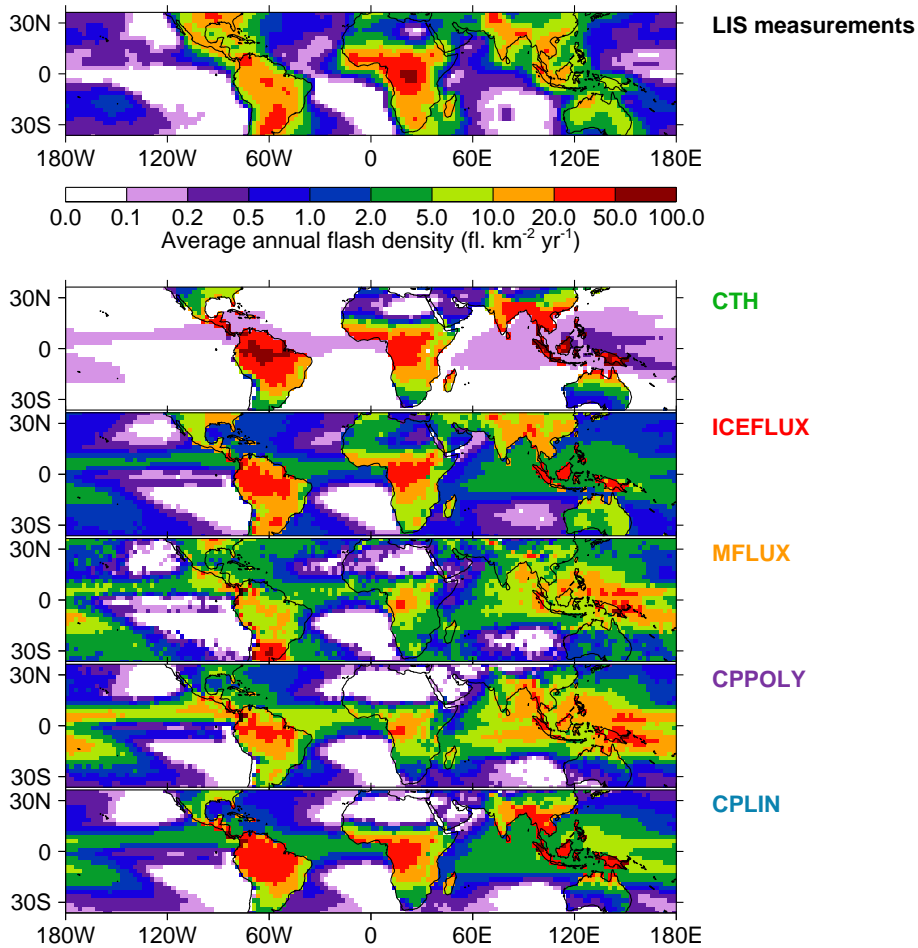 LIS measurements
30N
0
30S
180W 120W 60W 0 60E 120E 180E
0.0 0.1 0.2 0.5 1.0 2.0 5.0 10.0 20.0 50.0 100.0
Average annual flash density (fl. km⁻² yr⁻¹)
CTH
30N
0
30S
ICEFLUX
30N
0
30S
MFLUX
30N
0
30S
CPPOLY
30N
0
30S
CPLIN
30N
0
30S
180W 120W 60W 0 60E 120E 180E